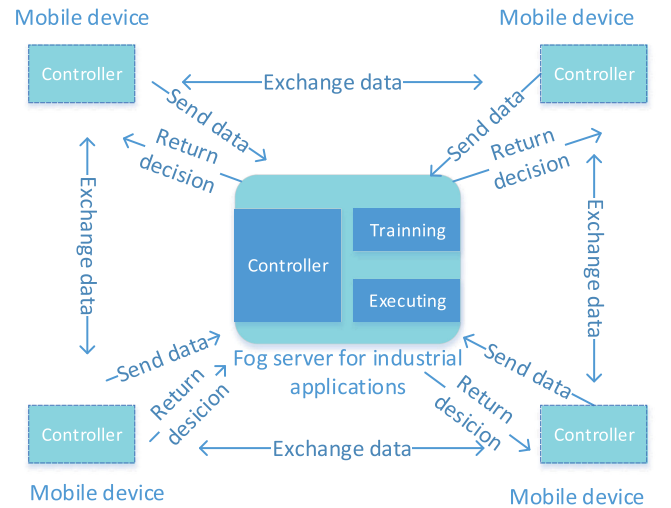 Mobile device
Mobile device
Controller
Controller
Exchange data
Send data
Send data
Return
decision
Return
decision
Exchange data
Exchange data
Controller
Trainning
Executing
Fog server for industrial
applications
Send data
Return
desicion
Send data
Return
desicion
Controller
Exchange data
Controller
Mobile device
Mobile device